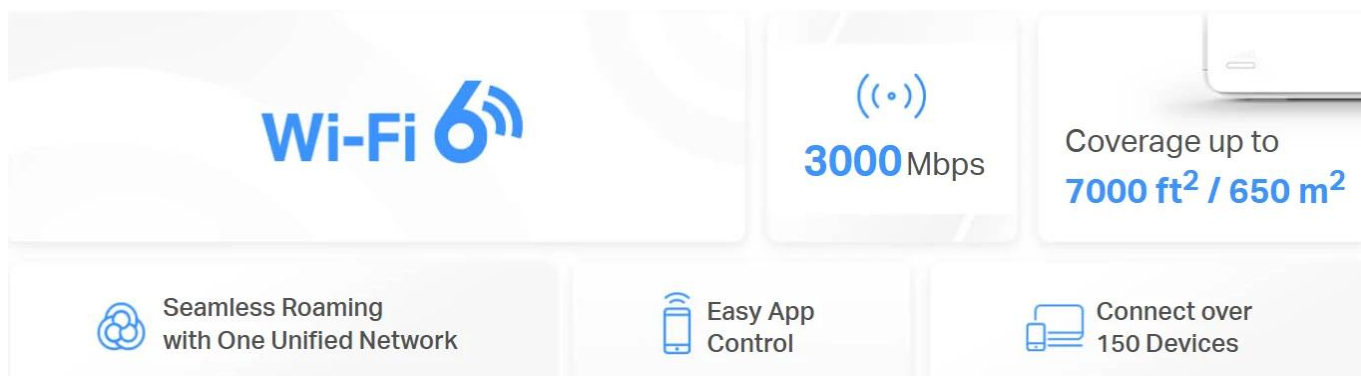 Wi-Fi 6
3000 Mbps
Coverage up to
7000 ft² / 650 m²
Seamless Roaming
with One Unified Network
Easy App
Control
Connect over
150 Devices